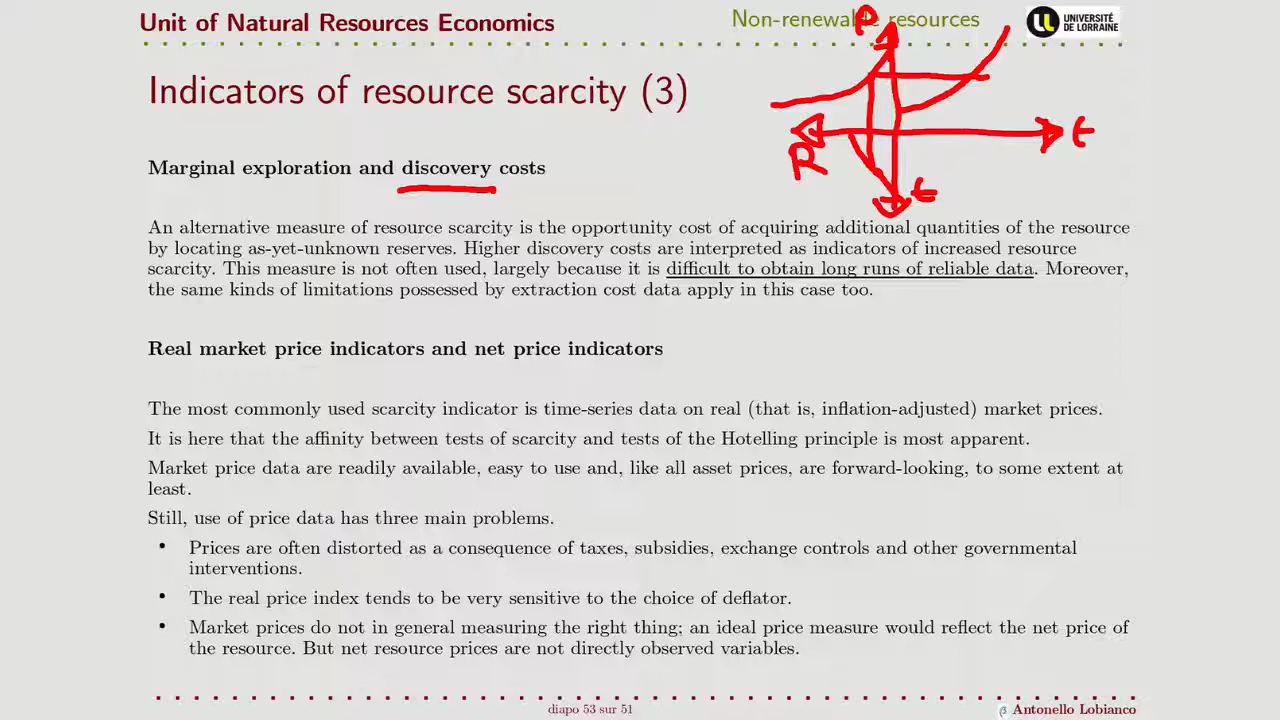 Unit of Natural Resources Economics
Non-renewable resources
UNIVERSITÉ
DE LORRAINE
P
Indicators of resource scarcity (3)
t
R
t
Marginal exploration and discovery costs
An alternative measure of resource scarcity is the opportunity cost of acquiring additional quantities of the resource
by locating as-yet-unknown reserves. Higher discovery costs are interpreted as indicators of increased resource
scarcity. This measure is not often used, largely because it is difficult to obtain long runs of reliable data. Moreover,
the same kinds of limitations possessed by extraction cost data apply in this case too.
Real market price indicators and net price indicators
The most commonly used scarcity indicator is time-series data on real (that is, inflation-adjusted) market prices.
It is here that the affinity between tests of scarcity and tests of the Hotelling principle is most apparent.
Market price data are readily available, easy to use and, like all asset prices, are forward-looking, to some extent at
least.
Still, use of price data has three main problems.
• Prices are often distorted as a consequence of taxes, subsidies, exchange controls and other governmental
interventions.
• The real price index tends to be very sensitive to the choice of deflator.
• Market prices do not in general measuring the right thing; an ideal price measure would reflect the net price of
the resource. But net resource prices are not directly observed variables.
diapo 53 sur 51
β Antonello Lobianco